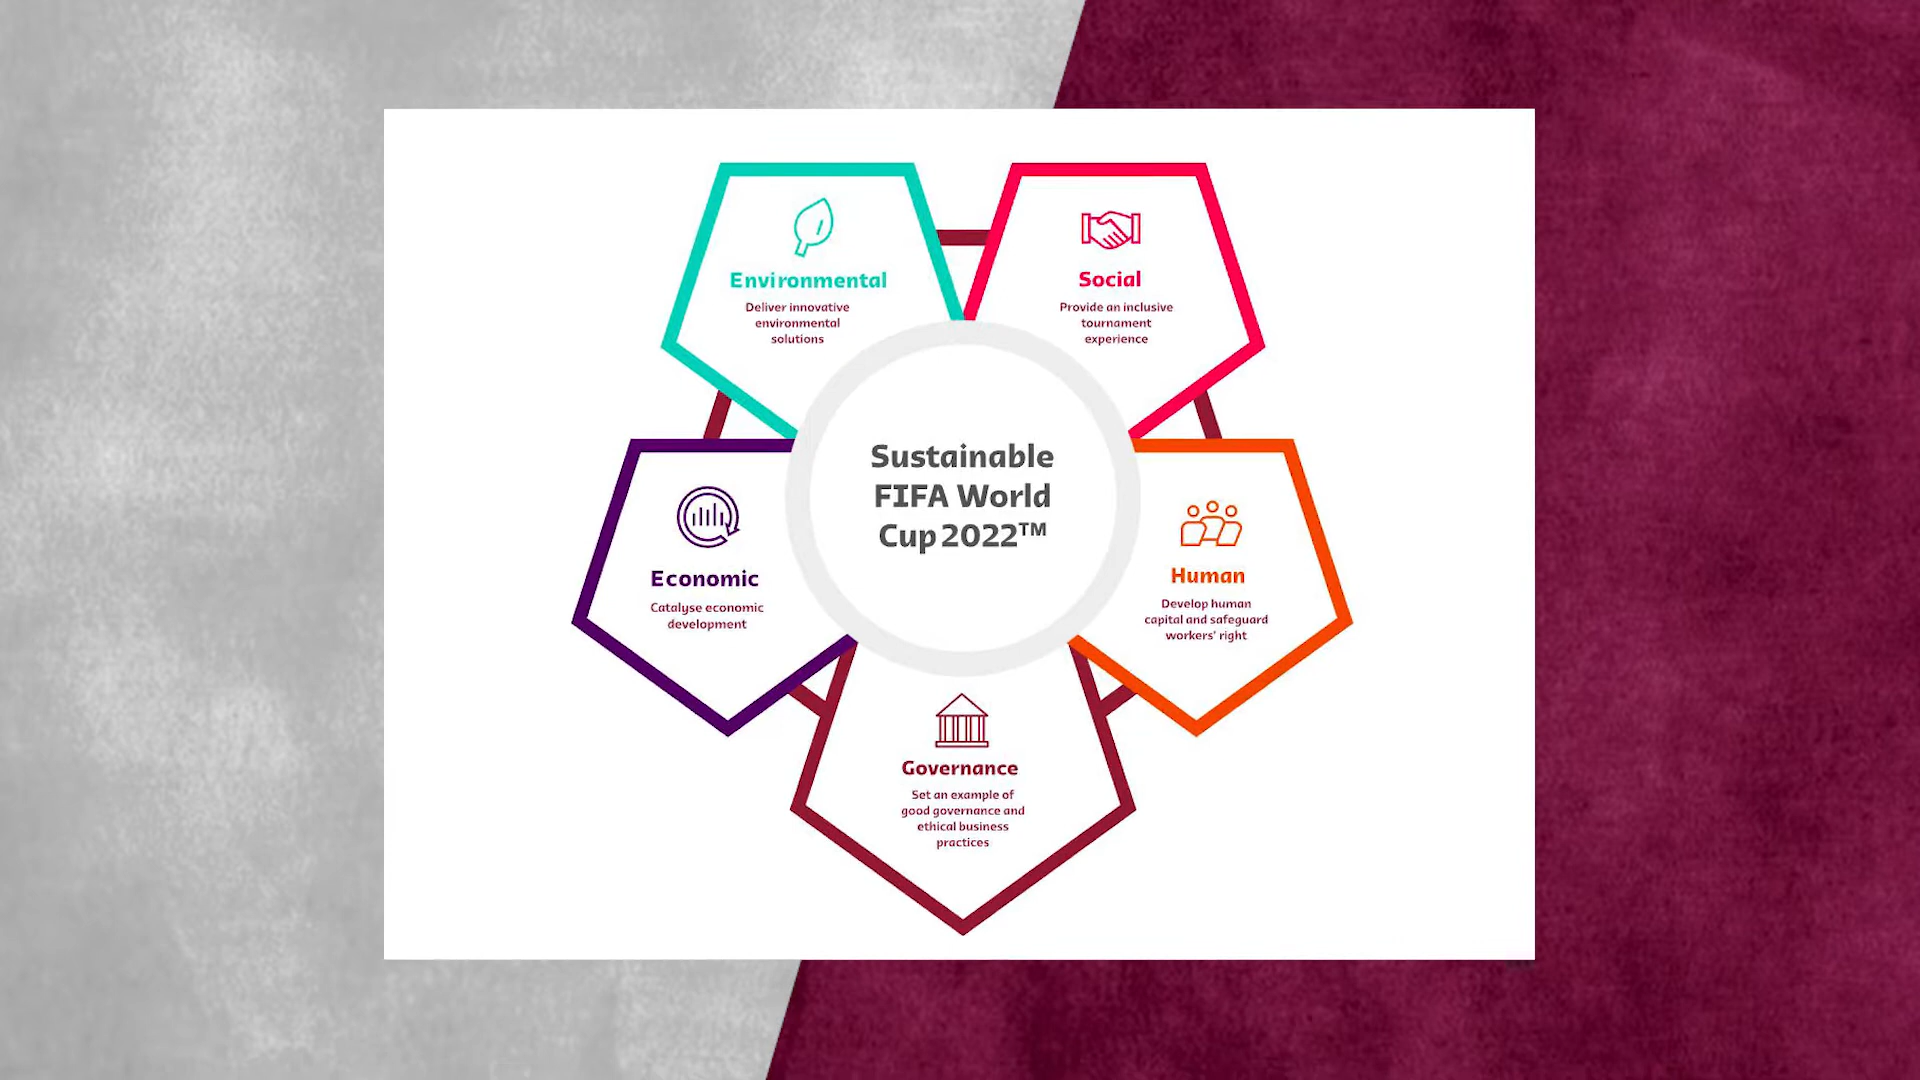 Environmental
Deliver innovative
environmental
solutions
Social
Provide an inclusive
tournament
experience
Sustainable
FIFA World
Cup 2022™
Economic
Catalyse economic
development
Human
Develop human
capital and safeguard
workers' right
Governance
Set an example of
good governance and
ethical business
practices